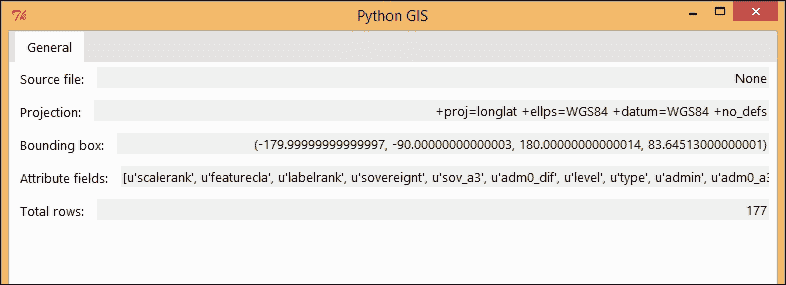 Python GIS
General
Source file: None
Projection: +proj=longlat +ellps=WGS84 +datum=WGS84 +no_defs
Bounding box: (-179.99999999999997, -90.00000000000003, 180.00000000000014, 83.64513000000001)
Attribute fields: [u'scalerank', u'featurecla', u'labelrank', u'sovereignt', u'sov_a3', u'adm0_dif', u'level', u'type', u'admin', u'adm0_a3
Total rows: 177